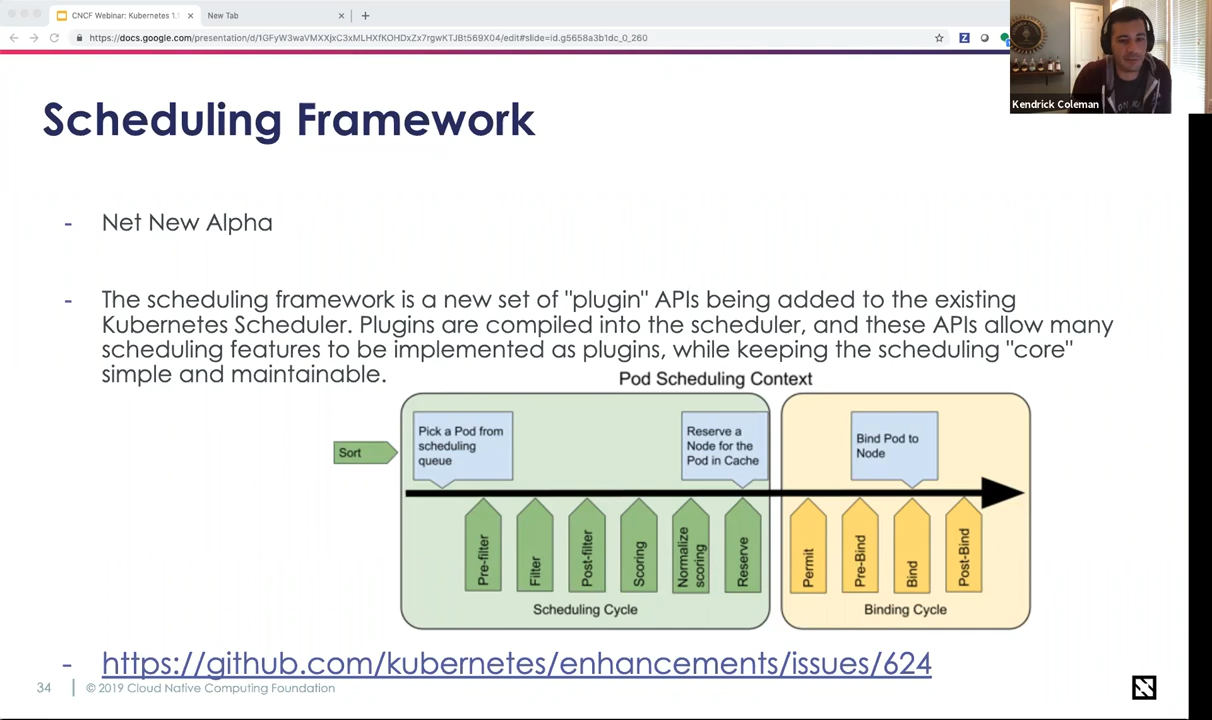 CNCF Webinar: Kubernetes 1.
New Tab
https://docs.google.com/presentation/d/1GFyW3waVMXXjxC3xMLHXfKOHDxZx7rgwKTJBt569X04/edit#slide=id.g5658a3b1dc_0_260
Z
Kendrick Coleman
Scheduling Framework
- Net New Alpha
- The scheduling framework is a new set of "plugin" APIs being added to the existing
Kubernetes Scheduler. Plugins are compiled into the scheduler, and these APIs allow many
scheduling features to be implemented as plugins, while keeping the scheduling "core"
simple and maintainable.
Pod Scheduling Context
Sort
Pick a Pod from
scheduling
queue
Reserve a
Node for the
Pod in Cache
Bind Pod to
Node
Pre-filter
Filter
Post-filter
Scoring
Normalize
scoring
Reserve
Permit
Pre-Bind
Bind
Post-Bind
Scheduling Cycle
Binding Cycle
- https://github.com/kubernetes/enhancements/issues/624
34
© 2019 Cloud Native Computing Foundation